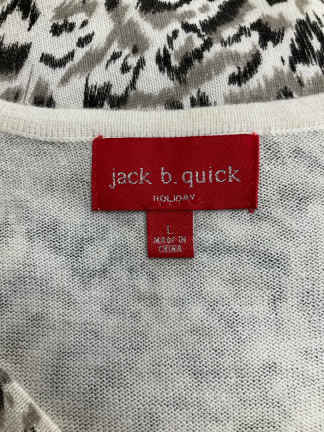 jack b. quick
HOLIDAY
L
MADE IN
CHINA